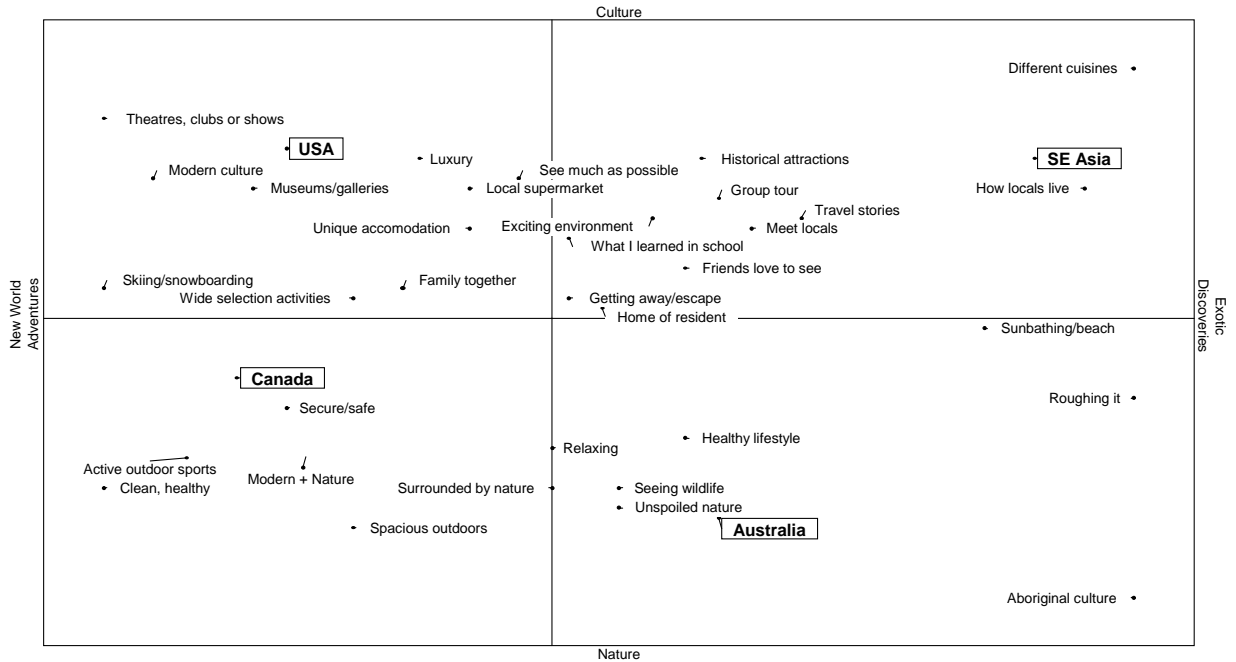 Culture
Different cuisines
Theatres, clubs or shows
USA
Luxury
Historical attractions
SE Asia
Modern culture
See much as possible
Museums/galleries
Local supermarket
Group tour
How locals live
Travel stories
Unique accomodation
Exciting environment
Meet locals
What I learned in school
Friends love to see
Skiing/snowboarding
Family together
Wide selection activities
Getting away/escape
New World
Adventures
Home of resident
Exotic
Discoveries
Sunbathing/beach
Canada
Roughing it
Secure/safe
Healthy lifestyle
Relaxing
Active outdoor sports
Modern + Nature
Clean, healthy
Surrounded by nature
Seeing wildlife
Unspoiled nature
Spacious outdoors
Australia
Aboriginal culture
Nature